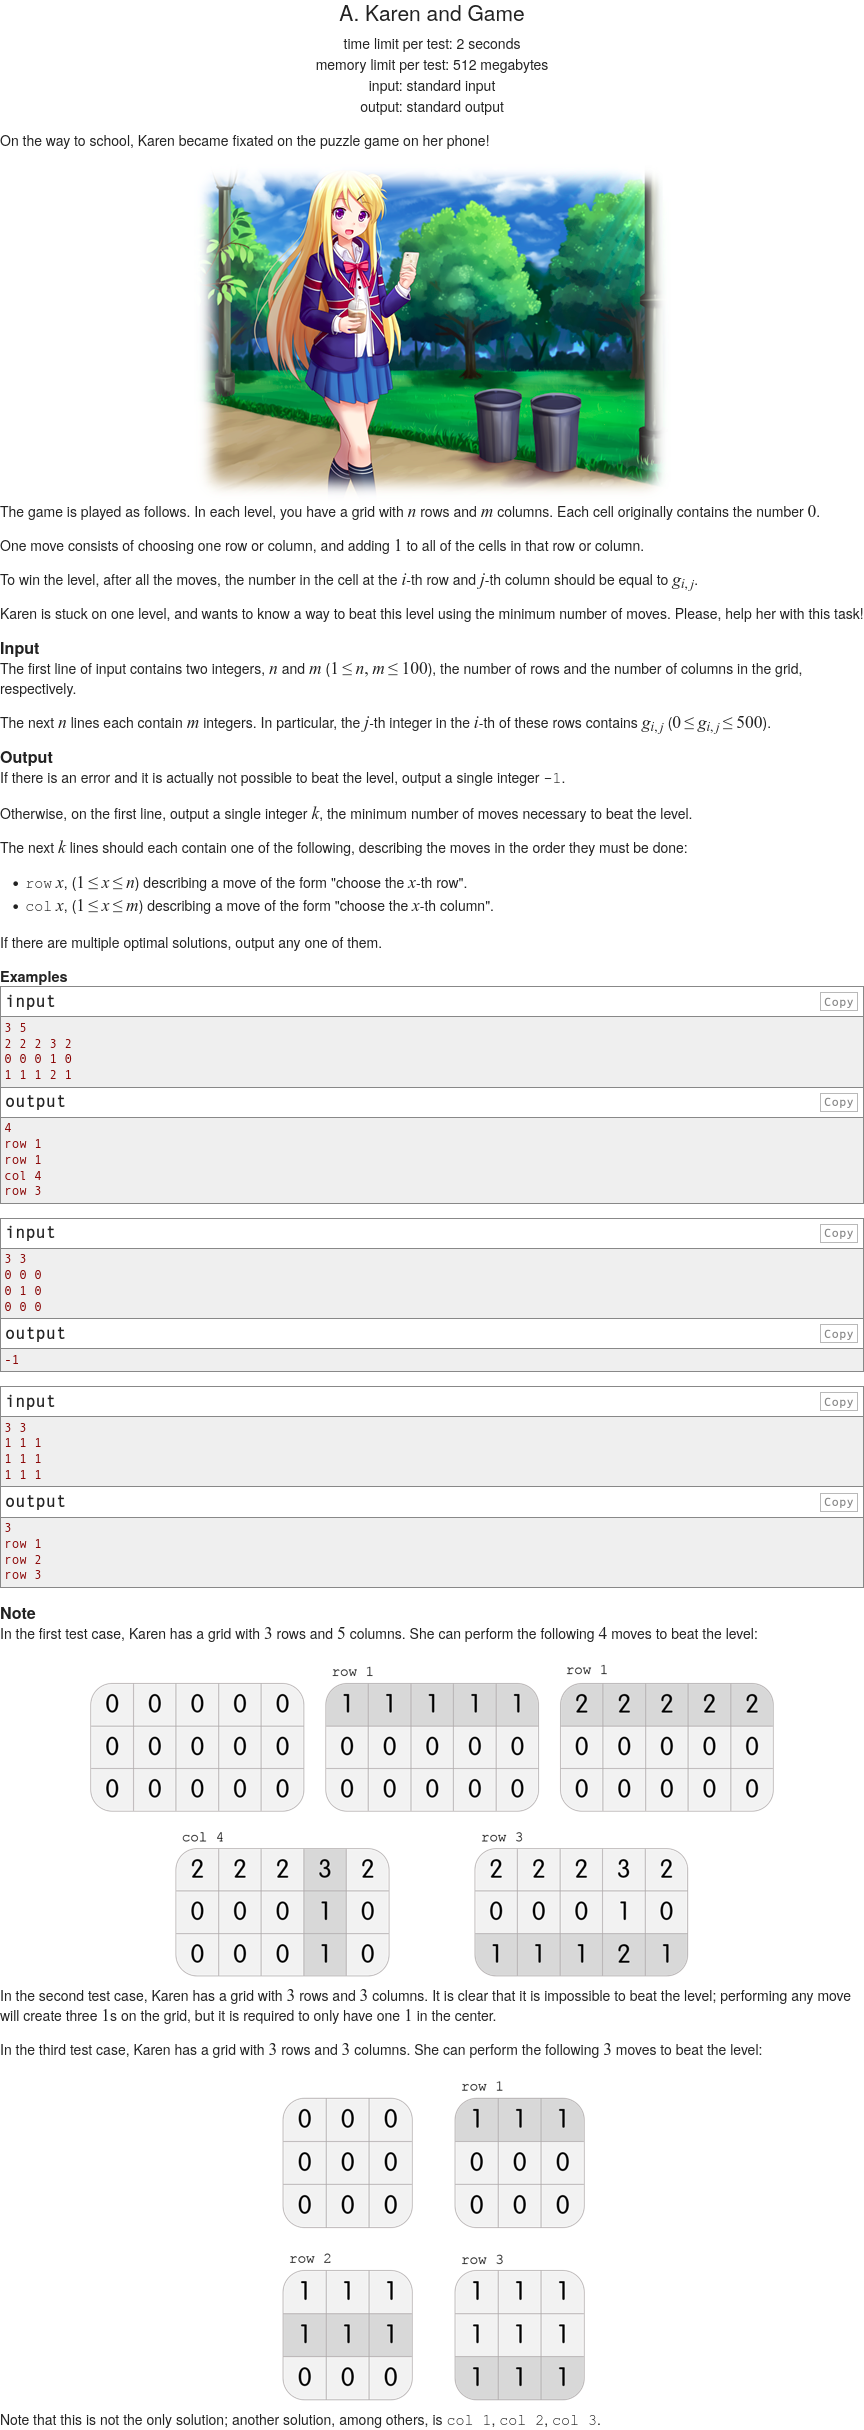 A. Karen and Game
time limit per test: 2 seconds
memory limit per test: 512 megabytes
input: standard input
output: standard output
On the way to school, Karen became fixated on the puzzle game on her phone!
The game is played as follows. In each level, you have a grid with n rows and m columns. Each cell originally contains the number 0.
One move consists of choosing one row or column, and adding 1 to all of the cells in that row or column.
To win the level, after all the moves, the number in the cell at the i-th row and j-th column should be equal to g_{i, j}.
Karen is stuck on one level, and wants to know a way to beat this level using the minimum number of moves. Please, help her with this task!
Input
The first line of input contains two integers, n and m (1 ≤ n, m ≤ 100), the number of rows and the number of columns in the grid,
respectively.
The next n lines each contain m integers. In particular, the j-th integer in the i-th of these rows contains g_{i, j} (0 ≤ g_{i, j} ≤ 500).
Output
If there is an error and it is actually not possible to beat the level, output a single integer -1.
Otherwise, on the first line, output a single integer k, the minimum number of moves necessary to beat the level.
The next k lines should each contain one of the following, describing the moves in the order they must be done:
• row x, (1 ≤ x ≤ n) describing a move of the form "choose the x-th row".
• col x, (1 ≤ x ≤ m) describing a move of the form "choose the x-th column".
If there are multiple optimal solutions, output any one of them.
Examples
input Copy
3 5
2 2 2 3 2
0 0 0 1 0
1 1 1 2 1
output Copy
4
row 1
row 1
col 4
row 3
input Copy
3 3
0 0 0
0 1 0
0 0 0
output Copy
-1
input Copy
3 3
1 1 1
1 1 1
1 1 1
output Copy
3
row 1
row 2
row 3
Note
In the first test case, Karen has a grid with 3 rows and 5 columns. She can perform the following 4 moves to beat the level:
row 1 row 1
0 0 0 0 0 1 1 1 1 1 2 2 2 2 2
0 0 0 0 0 0 0 0 0 0 0 0 0 0 0
0 0 0 0 0 0 0 0 0 0 0 0 0 0 0
col 4 row 3
2 2 2 3 2 2 2 2 3 2
0 0 0 1 0 0 0 0 1 0
0 0 0 1 0 1 1 1 2 1
In the second test case, Karen has a grid with 3 rows and 3 columns. It is clear that it is impossible to beat the level; performing any move
will create three 1s on the grid, but it is required to only have one 1 in the center.
In the third test case, Karen has a grid with 3 rows and 3 columns. She can perform the following 3 moves to beat the level:
row 1
0 0 0 1 1 1
0 0 0 0 0 0
0 0 0 0 0 0
row 2 row 3
1 1 1 1 1 1
1 1 1 1 1 1
0 0 0 1 1 1
Note that this is not the only solution; another solution, among others, is col 1, col 2, col 3.